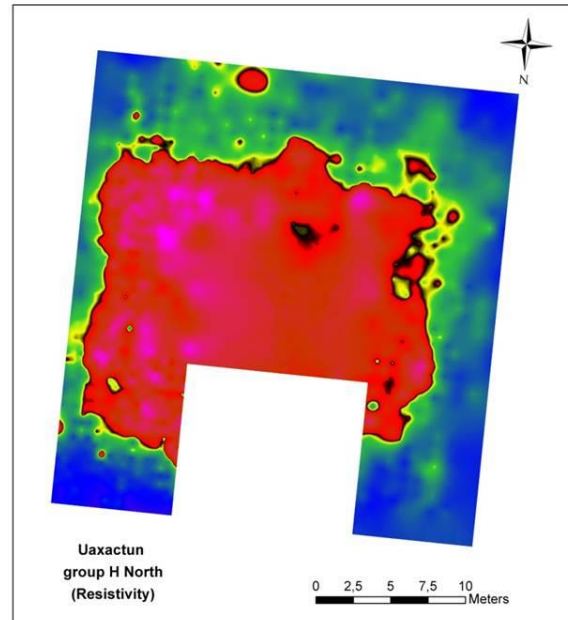 N
Uaxactun
group H North
(Resistivity)
0 2,5 5 7,5 10
Meters